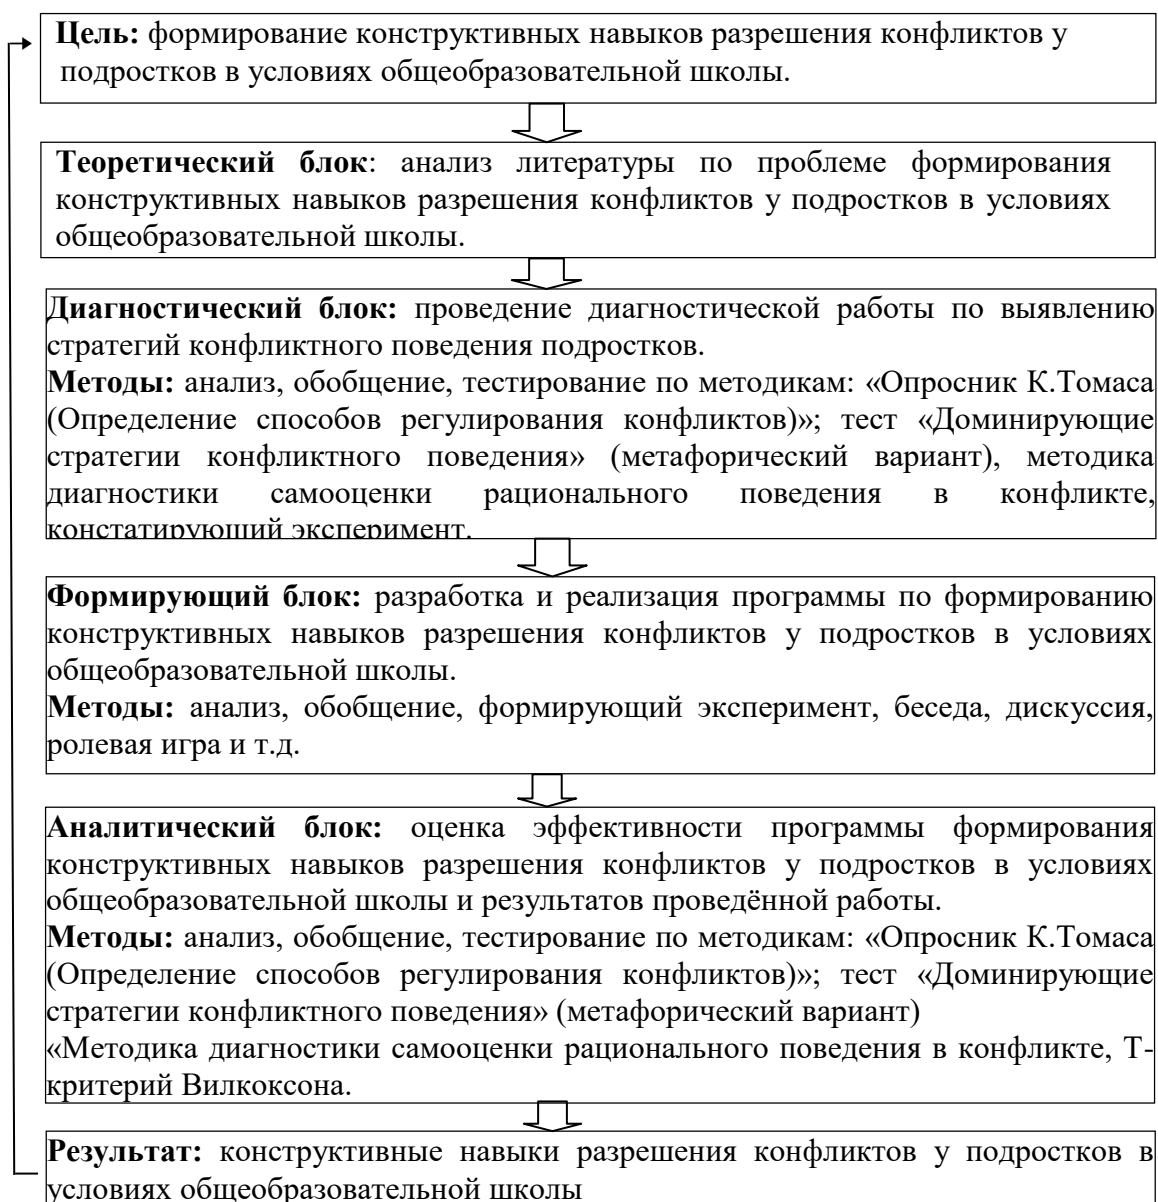 Цель: формирование конструктивных навыков разрешения конфликтов у
подростков в условиях общеобразовательной школы.
Теоретический блок: анализ литературы по проблеме формирования
конструктивных навыков разрешения конфликтов у подростков в условиях
общеобразовательной школы.
Диагностический блок: проведение диагностической работы по выявлению
стратегий конфликтного поведения подростков.
Методы: анализ, обобщение, тестирование по методикам: «Опросник К.Томаса
(Определение способов регулирования конфликтов)»; тест «Доминирующие
стратегии конфликтного поведения» (метафорический вариант), методика
диагностики самооценки рационального поведения в конфликте,
констатирующий эксперимент.
Формирующий блок: разработка и реализация программы по формированию
конструктивных навыков разрешения конфликтов у подростков в условиях
общеобразовательной школы.
Методы: анализ, обобщение, формирующий эксперимент, беседа, дискуссия,
ролевая игра и т.д.
Аналитический блок: оценка эффективности программы формирования
конструктивных навыков разрешения конфликтов у подростков в условиях
общеобразовательной школы и результатов проведённой работы.
Методы: анализ, обобщение, тестирование по методикам: «Опросник К.Томаса
(Определение способов регулирования конфликтов)»; тест «Доминирующие
стратегии конфликтного поведения» (метафорический вариант)
«Методика диагностики самооценки рационального поведения в конфликте, Т-
критерий Вилкоксона.
Результат: конструктивные навыки разрешения конфликтов у подростков в
условиях общеобразовательной школы